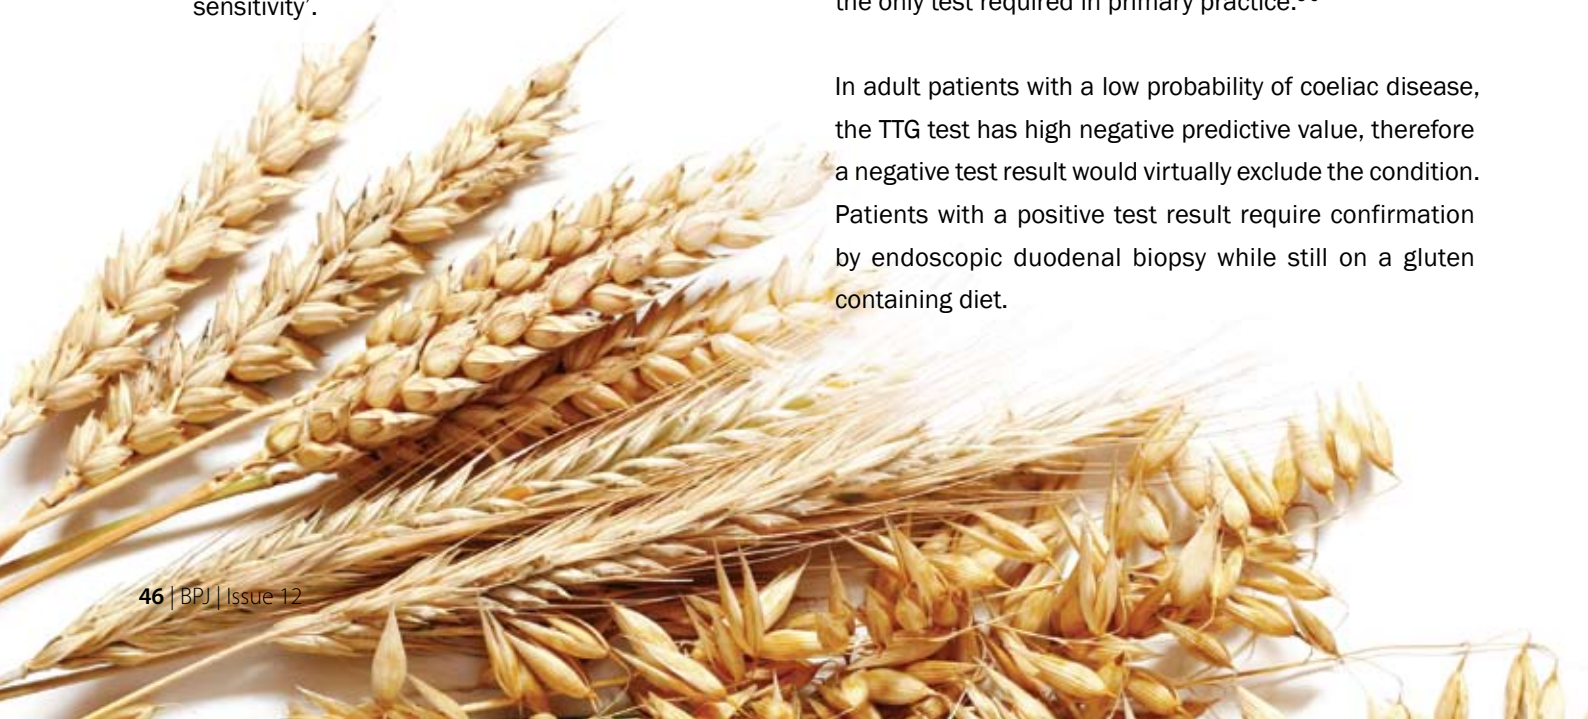 sensitivity'.
the only test required in primary practice.
In adult patients with a low probability of coeliac disease,
the TTG test has high negative predictive value, therefore
a negative test result would virtually exclude the condition.
Patients with a positive test result require confirmation
by endoscopic duodenal biopsy while still on a gluten
containing diet.
46 | BPJ | Issue 12